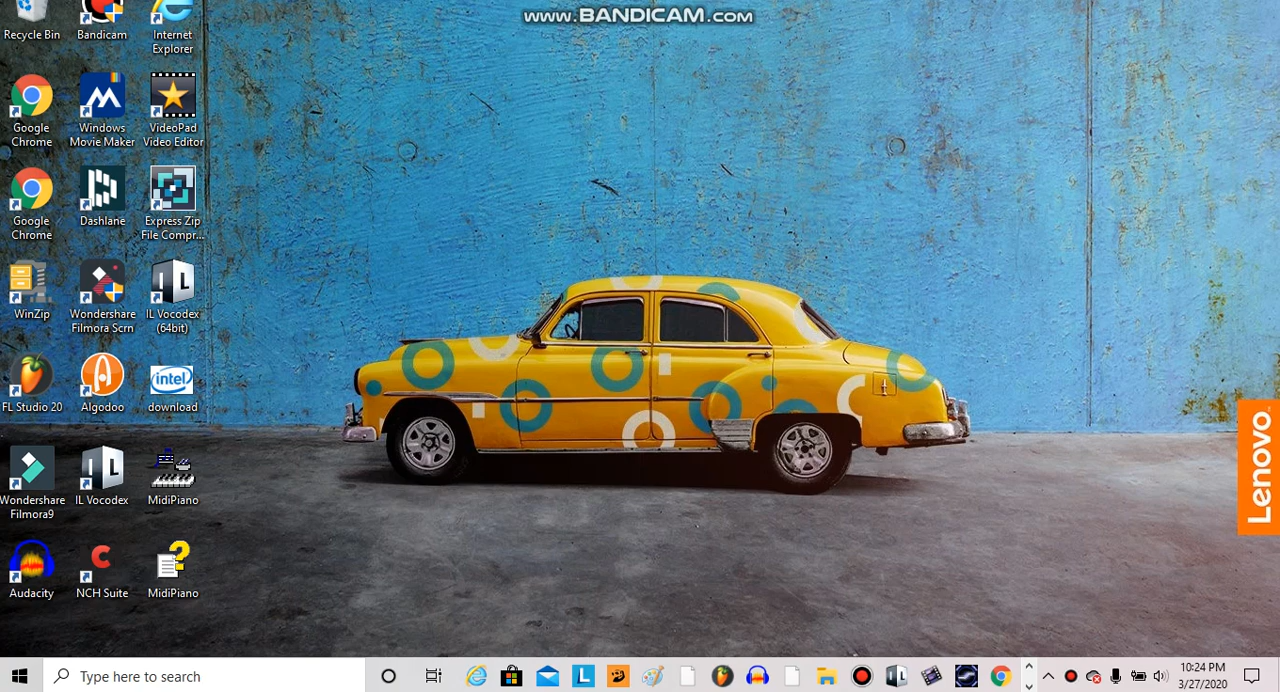 www.BANDICAM.com
Recycle Bin
Bandicam
Internet
Explorer
Google
Chrome
Windows
Movie Maker
VideoPad
Video Editor
Google
Chrome
Dashlane
Express Zip
File Compr...
WinZip
Wondershare
Filmora Scrn
IL Vocodex
(64bit)
FL Studio 20
Algodoo
intel
download
Wondershare
Filmora9
IL Vocodex
MidiPiano
Audacity
NCH Suite
MidiPiano
Lenovo
Type here to search
10:24 PM
3/27/2020